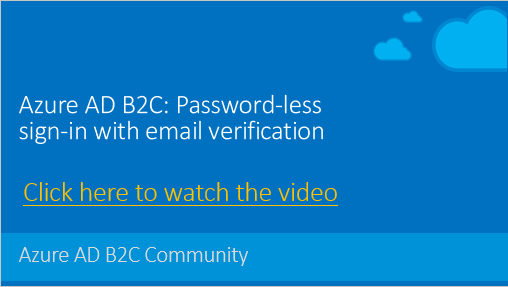 Azure AD B2C: Password-less
sign-in with email verification
Click here to watch the video
Azure AD B2C Community